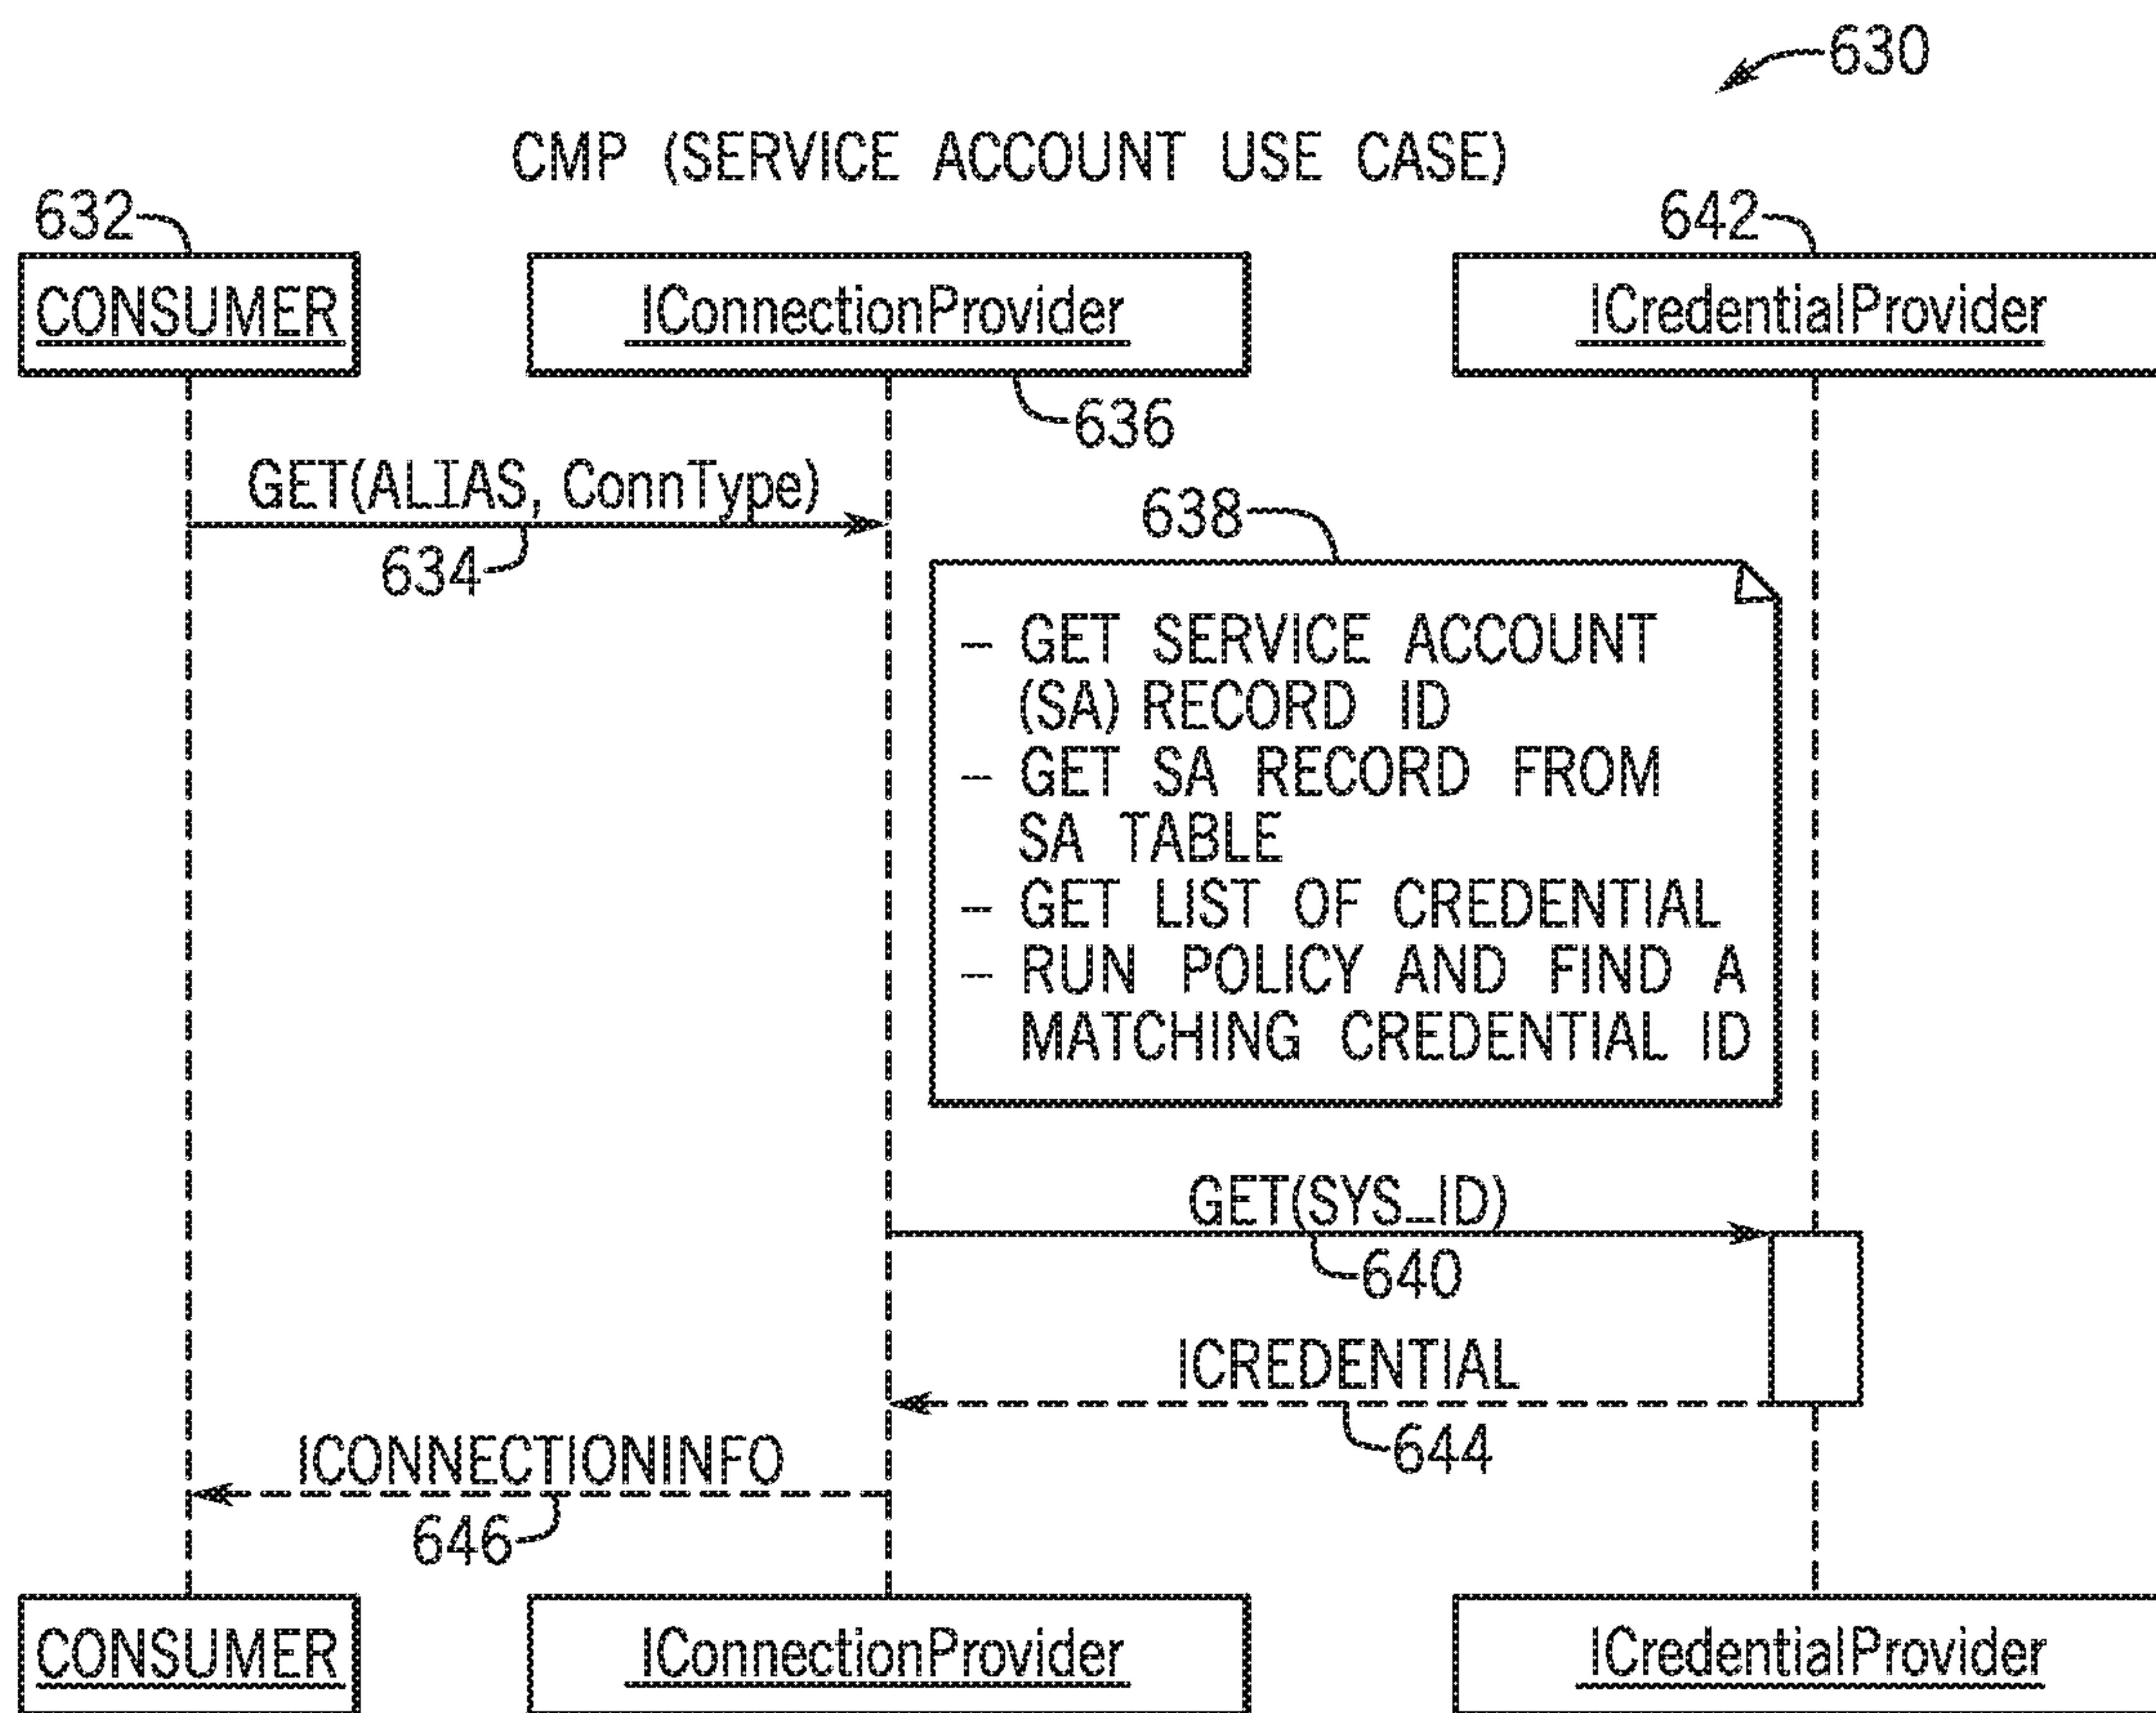 630
CMP (SERVICE ACCOUNT USE CASE)
632
642
CONSUMER
IConnectionProvider
ICredentialProvider
636
GET(ALIAS, ConnType)
634
638
– GET SERVICE ACCOUNT
(SA) RECORD ID
– GET SA RECORD FROM
SA TABLE
– GET LIST OF CREDENTIAL
– RUN POLICY AND FIND A
MATCHING CREDENTIAL ID
GET(SYS_ID)
640
ICREDENTIAL
644
ICONNECTIONINFO
646
CONSUMER
IConnectionProvider
ICredentialProvider